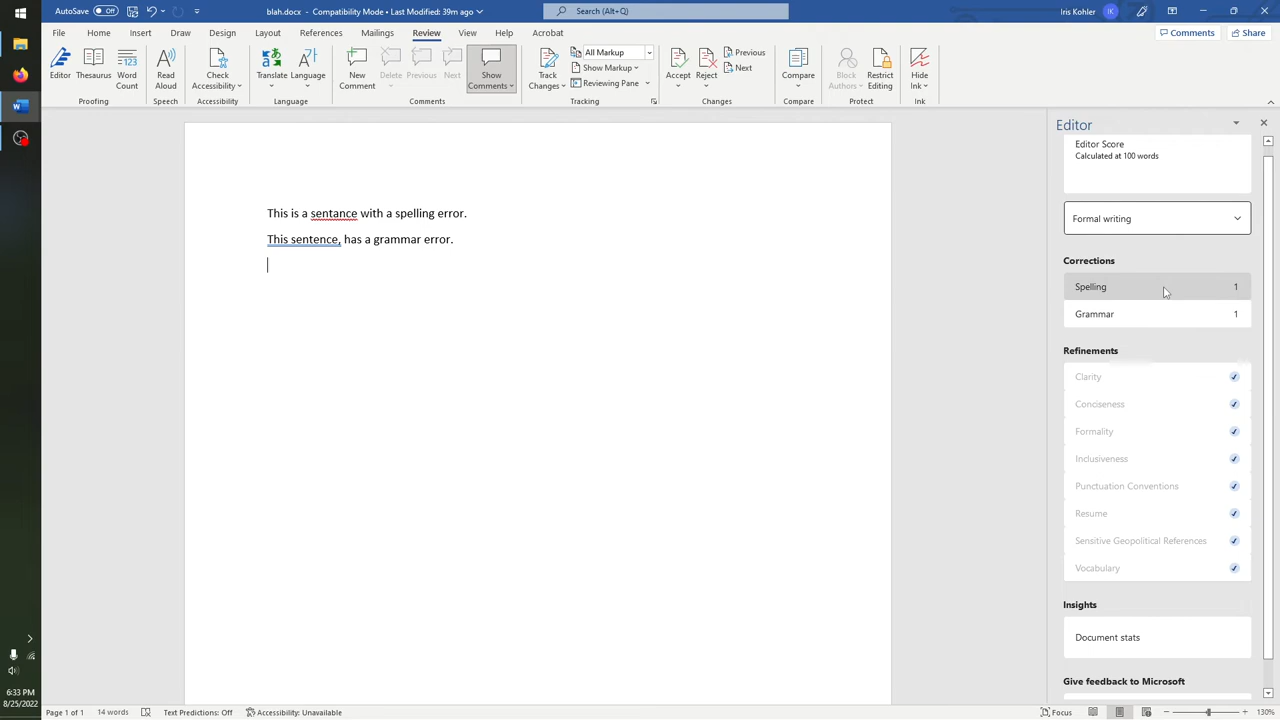 AutoSave Off blah.docx - Compatibility Mode • Last Modified: 39m ago Search (Alt+Q) Iris Kohler IK
File Home Insert Draw Design Layout References Mailings Review View Help Acrobat Comments Share
Editor Thesaurus Word Count Read Aloud Check Accessibility Translate Language New Comment Delete Previous Next Show Comments Track Changes All Markup Show Markup Reviewing Pane Accept Reject Previous Next Compare Block Authors Restrict Editing Hide Ink
Proofing Speech Accessibility Language Comments Tracking Changes Compare Protect Ink
This is a sentance with a spelling error.
This sentence, has a grammar error.
Editor
Editor Score
Calculated at 100 words
Formal writing
Corrections
Spelling 1
Grammar 1
Refinements
Clarity
Conciseness
Formality
Inclusiveness
Punctuation Conventions
Resume
Sensitive Geopolitical References
Vocabulary
Insights
Document stats
Give feedback to Microsoft
6:33 PM
8/25/2022
Page 1 of 1 14 words Text Predictions: Off Accessibility: Unavailable Focus 130%